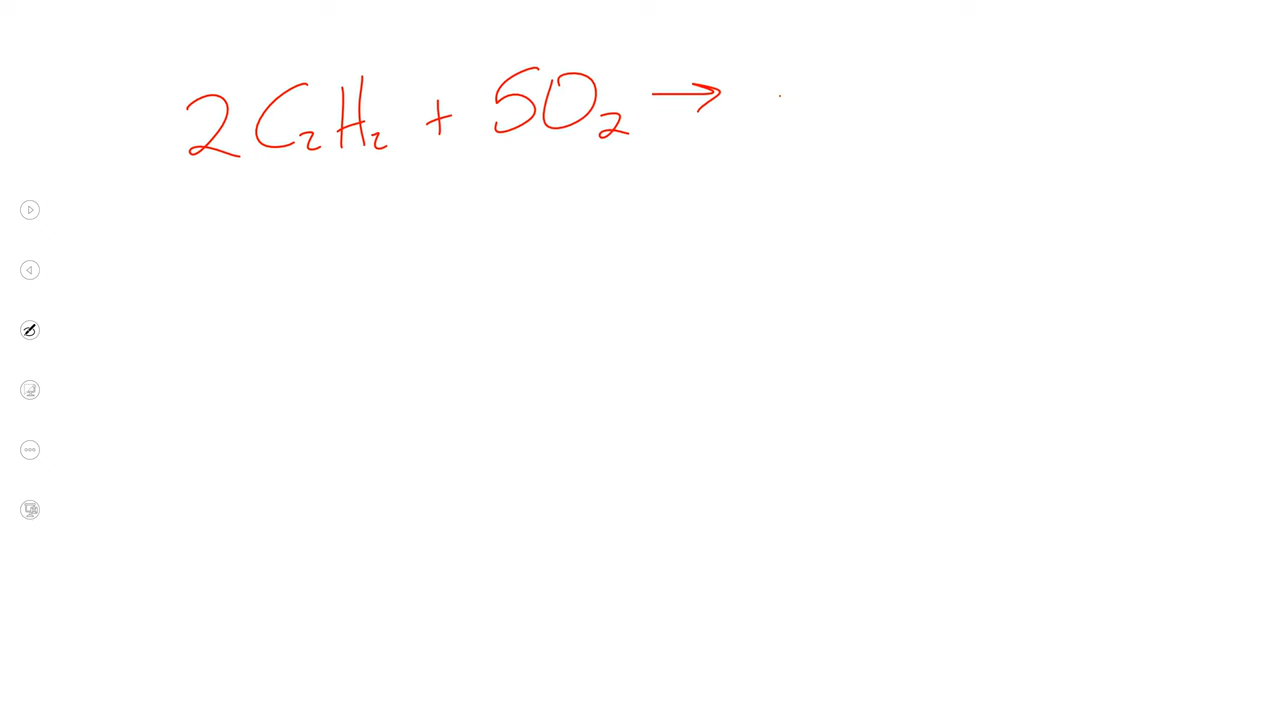 2C₂H₂ + 5O₂ →